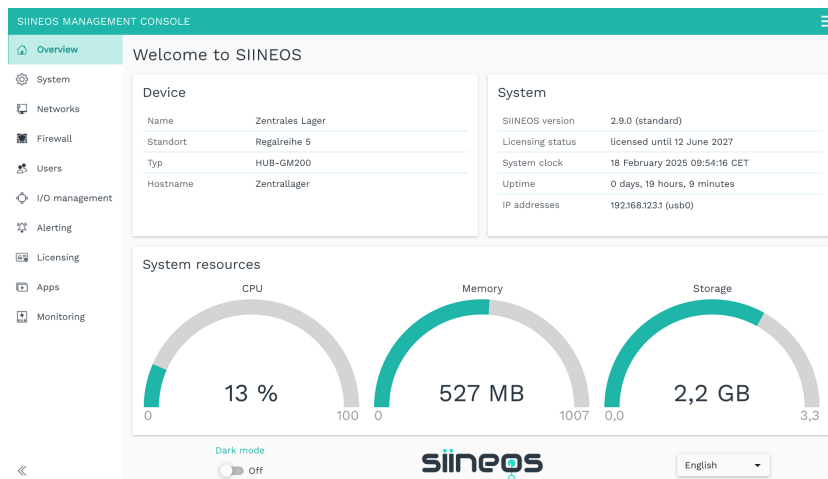 SIINEOS MANAGEMENT CONSOLE
Overview
System
Networks
Firewall
Users
I/O management
Alerting
Licensing
Apps
Monitoring
Welcome to SIINEOS
Device
Name Zentrales Lager
Standort Regalreihe 5
Typ HUB-GM200
Hostname Zentrallager
System
SIINEOS version 2.9.0 (standard)
Licensing status licensed until 12 June 2027
System clock 18 February 2025 09:54:16 CET
Uptime 0 days, 19 hours, 9 minutes
IP addresses 192.168.123.1 (usb0)
System resources
CPU
13 %
0 100
Memory
527 MB
0 1007
Storage
2,2 GB
0,0 3,3
Dark mode
Off
siineos
English